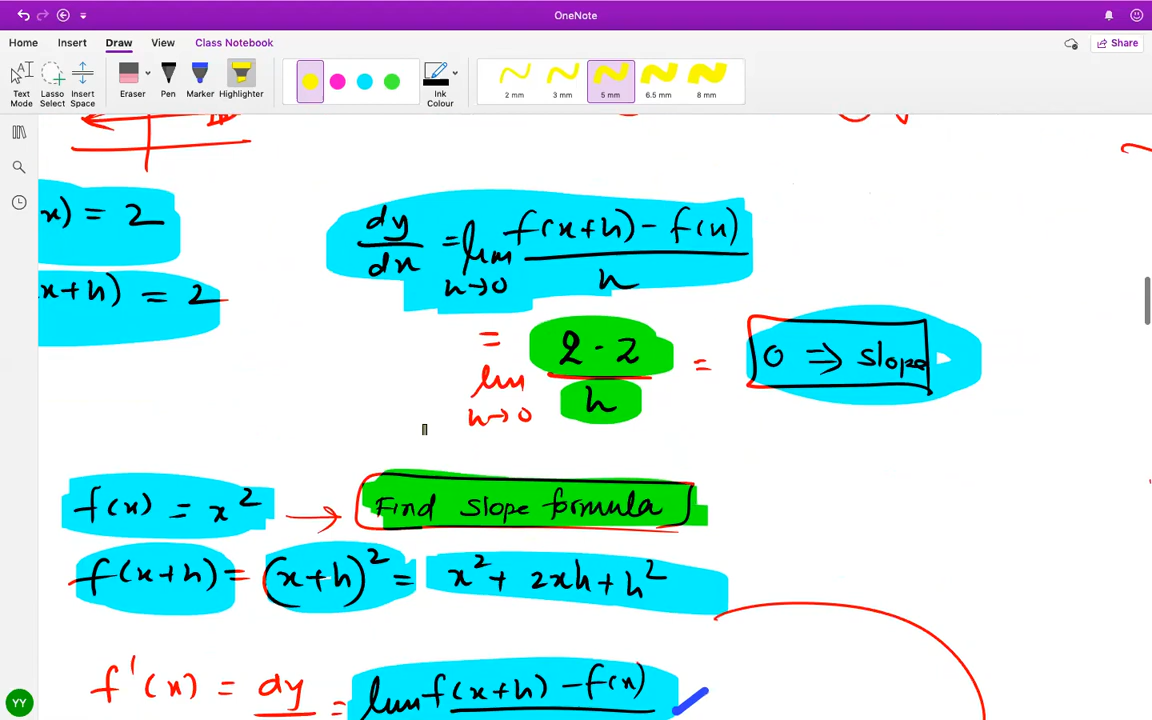 OneNote
Home Insert Draw View Class Notebook Share
Text Mode Lasso Select Insert Space Eraser Pen Marker Highlighter Ink Colour 2 mm 3 mm 5 mm 6.5 mm 8 mm
x) = 2
dy/dx = lim h→0 f(x+h) - f(x) / h
x+h) = 2
= lim h→0 2 - 2 / h = 0 ⇒ slope
f(x) = x² → Find slope formula
f(x+h) = (x+h)² = x² + 2xh + h²
f'(x) = dy = lim f(x+h) - f(x)
YY